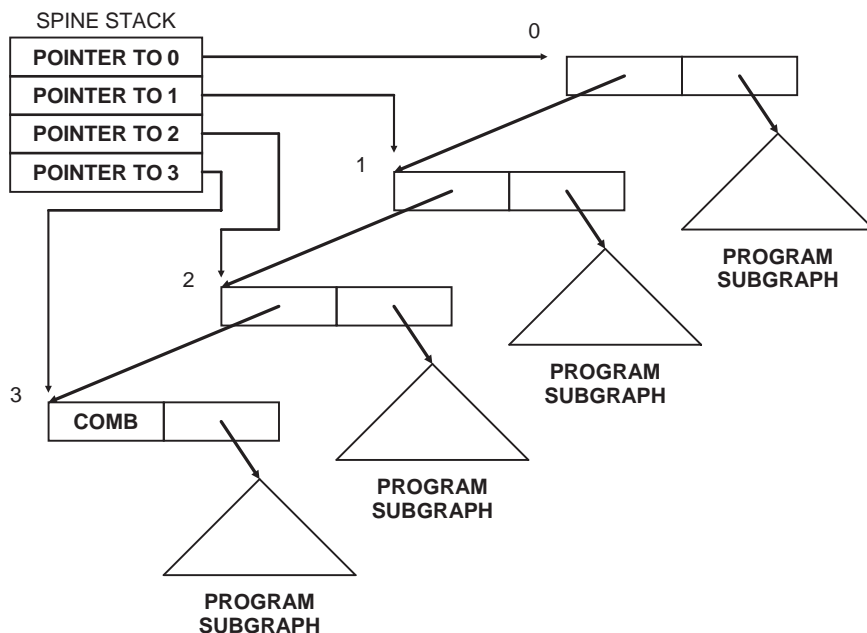 SPINE STACK
POINTER TO 0
POINTER TO 1
POINTER TO 2
POINTER TO 3
0
1
PROGRAM
SUBGRAPH
2
PROGRAM
SUBGRAPH
3
COMB
PROGRAM
SUBGRAPH
PROGRAM
SUBGRAPH